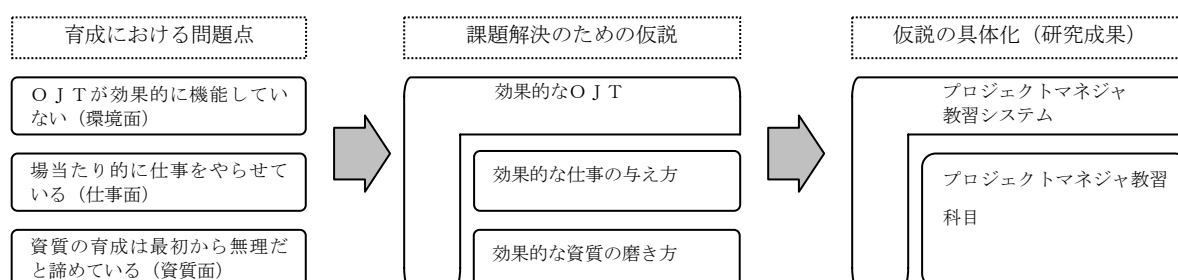 育成における問題点
課題解決のための仮説
仮説の具体化（研究成果）
ＯＪＴが効果的に機能してい
ない（環境面）
場当たり的に仕事をやらせて
いる（仕事面）
資質の育成は最初から無理だ
と諦めている（資質面）
効果的なＯＪＴ
効果的な仕事の与え方
効果的な資質の磨き方
プロジェクトマネジャ
教習システム
プロジェクトマネジャ教習
科目